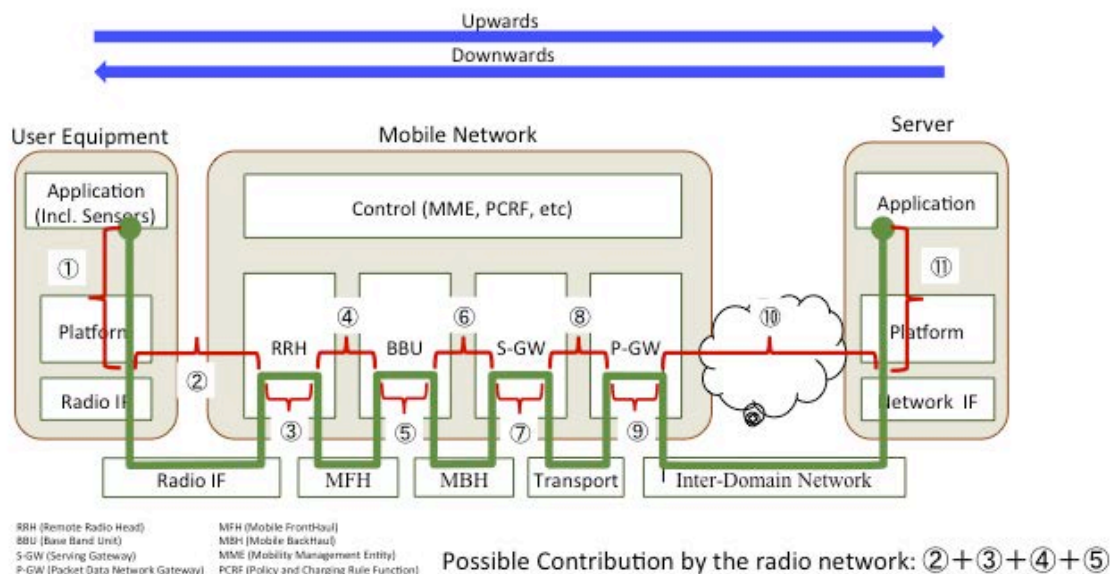 Upwards
Downwards
User Equipment
Mobile Network
Server
Application
(Incl. Sensors)
Control (MME, PCRF, etc)
Application
①
⑪
④
⑥
⑧
⑩
Platform
RRH
BBU
S-GW
P-GW
Platform
②
Radio IF
③
⑤
⑦
⑨
Network IF
Radio IF
MFH
MBH
Transport
Inter-Domain Network
RRH (Remote Radio Head)
BBU (Base Band Unit)
S-GW (Serving Gateway)
P-GW (Packet Data Network Gateway)
MFH (Mobile FrontHaul)
MBH (Mobile BackHaul)
MME (Mobility Management Entity)
PCRF (Policy and Charging Rule Function)
Possible Contribution by the radio network: ②+③+④+⑤